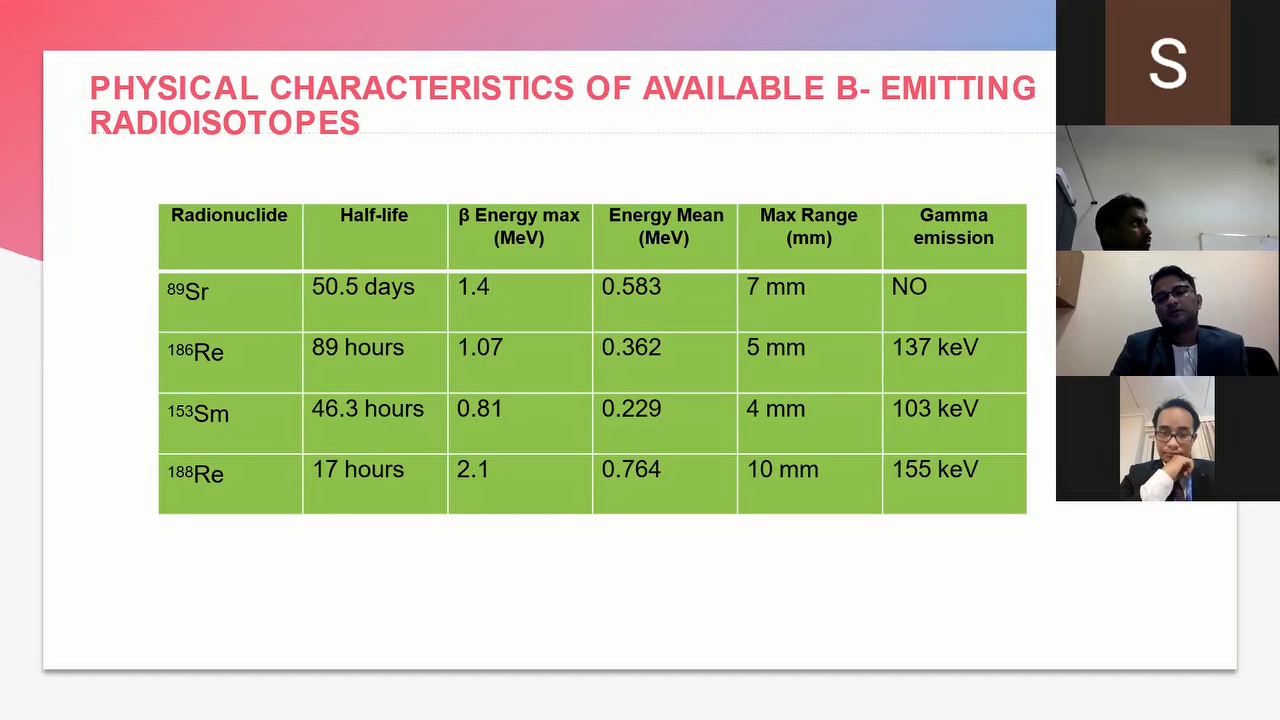 PHYSICAL CHARACTERISTICS OF AVAILABLE B- EMITTING
RADIOISOTOPES
Radionuclide Half-life β Energy max (MeV) Energy Mean (MeV) Max Range (mm) Gamma emission
89Sr 50.5 days 1.4 0.583 7 mm NO
186Re 89 hours 1.07 0.362 5 mm 137 keV
153Sm 46.3 hours 0.81 0.229 4 mm 103 keV
188Re 17 hours 2.1 0.764 10 mm 155 keV
S